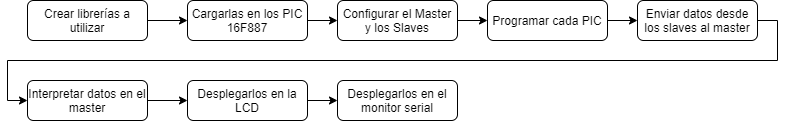 Crear librerías a
utilizar
Cargarlas en los PIC
16F887
Configurar el Master
y los Slaves
Programar cada PIC
Enviar datos desde
los slaves al master
Interpretar datos en el
master
Desplegarlos en la
LCD
Desplegarlos en el
monitor serial